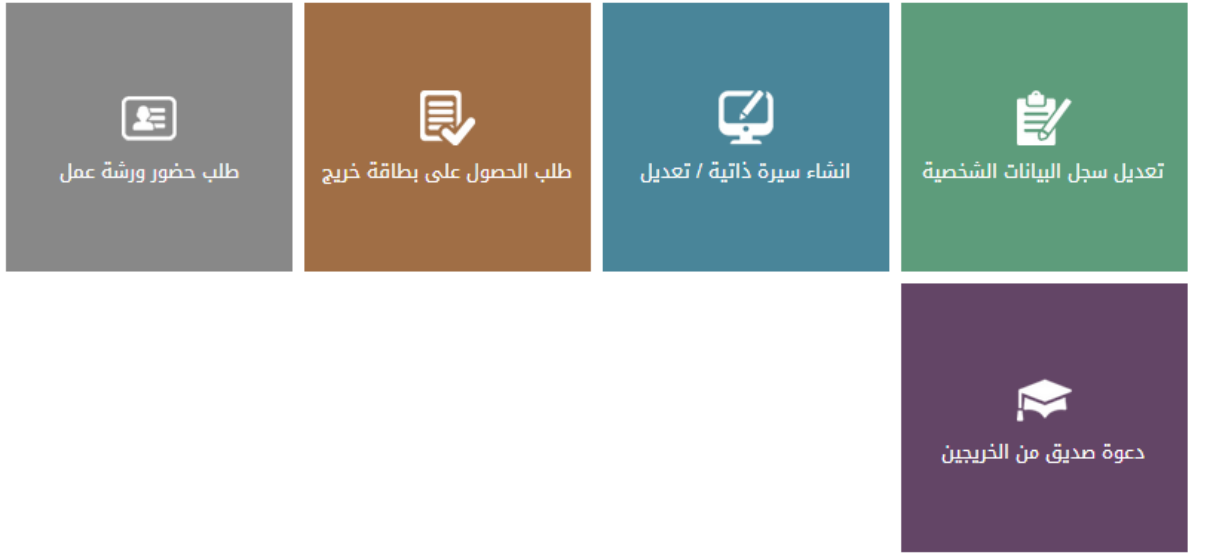 تعديل سجل البيانات الشخصية
انشاء سيرة ذاتية / تعديل
طلب الحصول على بطاقة خريج
طلب حضور ورشة عمل
دعوة صديق من الخريجين